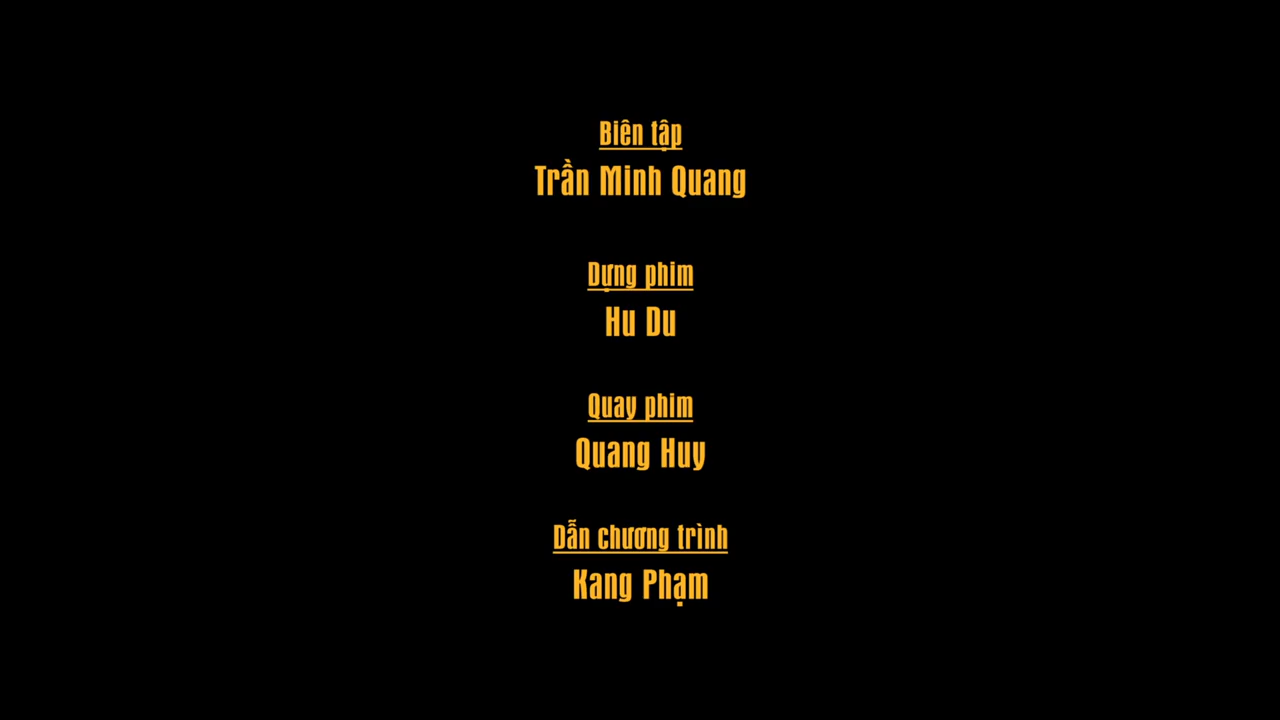 Biên tập
Trần Minh Quang
Dựng phim
Hu Du
Quay phim
Quang Huy
Dẫn chương trình
Kang Phạm